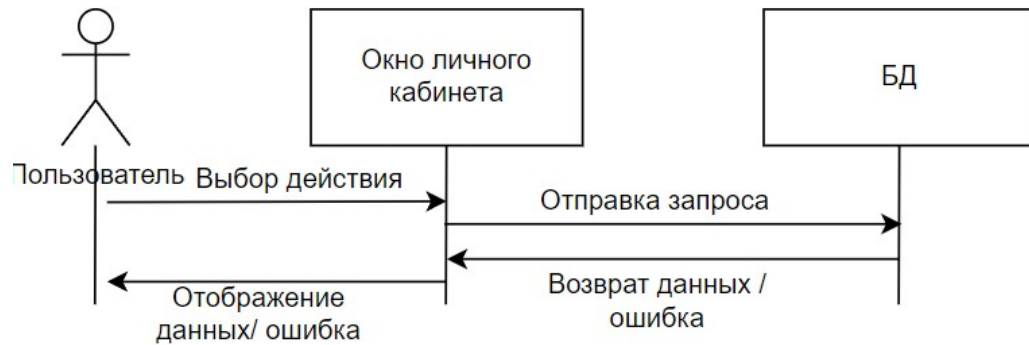 Окно личного
кабинета
БД
Пользователь
Выбор действия
Отправка запроса
Возврат данных /
ошибка
Отображение
данных/ ошибка